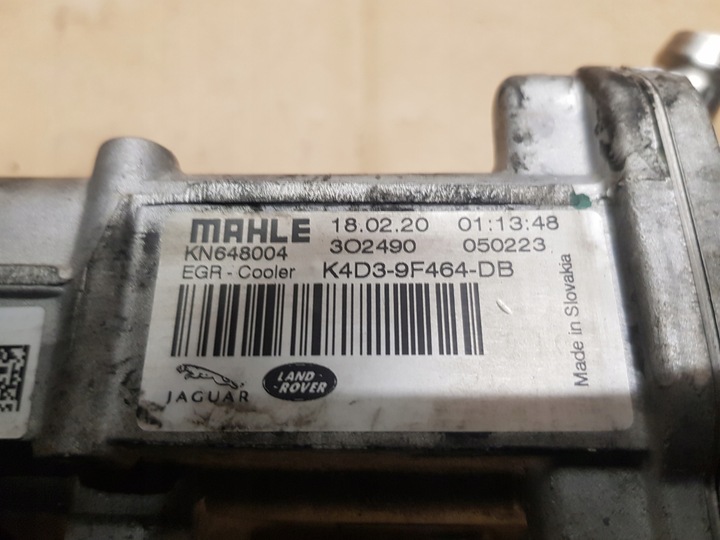 MAHLE 18.02.20 01:13:48
KN648004 302490 050223
EGR - Cooler K4D3-9F464-DB
Made in Slovakia
JAGUAR
LAND ROVER